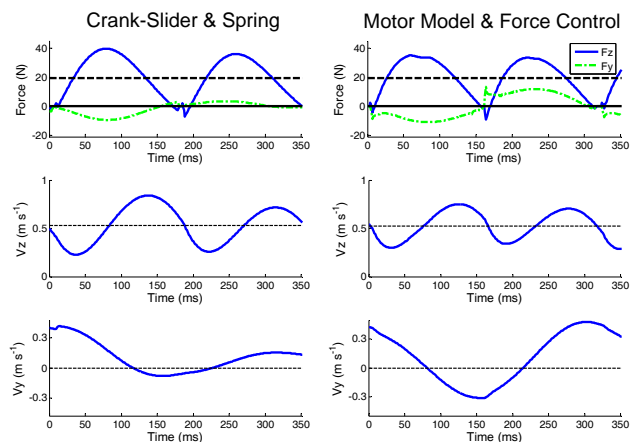 Crank-Slider & Spring
Motor Model & Force Control
Force (N)
40
20
0
-20
0 50 100 150 200 250 300 350
Time (ms)
Force (N)
40
20
0
-20
0 50 100 150 200 250 300 350
Time (ms)
Fz
Fy
Vz (m s-1)
1
0.5
0
0 50 100 150 200 250 300 350
Time (ms)
Vz (m s-1)
1
0.5
0
0 50 100 150 200 250 300 350
Time (ms)
Vy (m s-1)
0.3
0
-0.3
0 50 100 150 200 250 300 350
Time (ms)
Vy (m s-1)
0.3
0
-0.3
0 50 100 150 200 250 300 350
Time (ms)